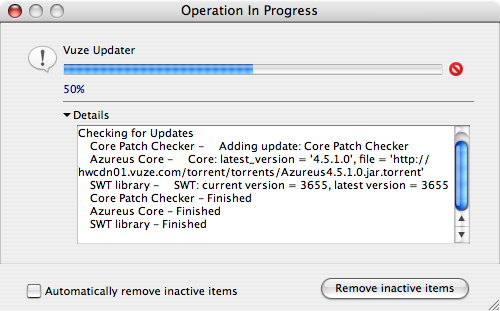 Operation In Progress
Vuze Updater
50%
Details
Checking for Updates
Core Patch Checker – Adding update: Core Patch Checker
Azureus Core – Core: latest_version = '4.5.1.0', file = 'http://
hwcdn01.vuze.com/torrent/torrents/Azureus4.5.1.0.jar.torrent'
SWT library – SWT: current version = 3655, latest version = 3655
Core Patch Checker – Finished
Azureus Core – Finished
SWT library – Finished
Automatically remove inactive items
Remove inactive items